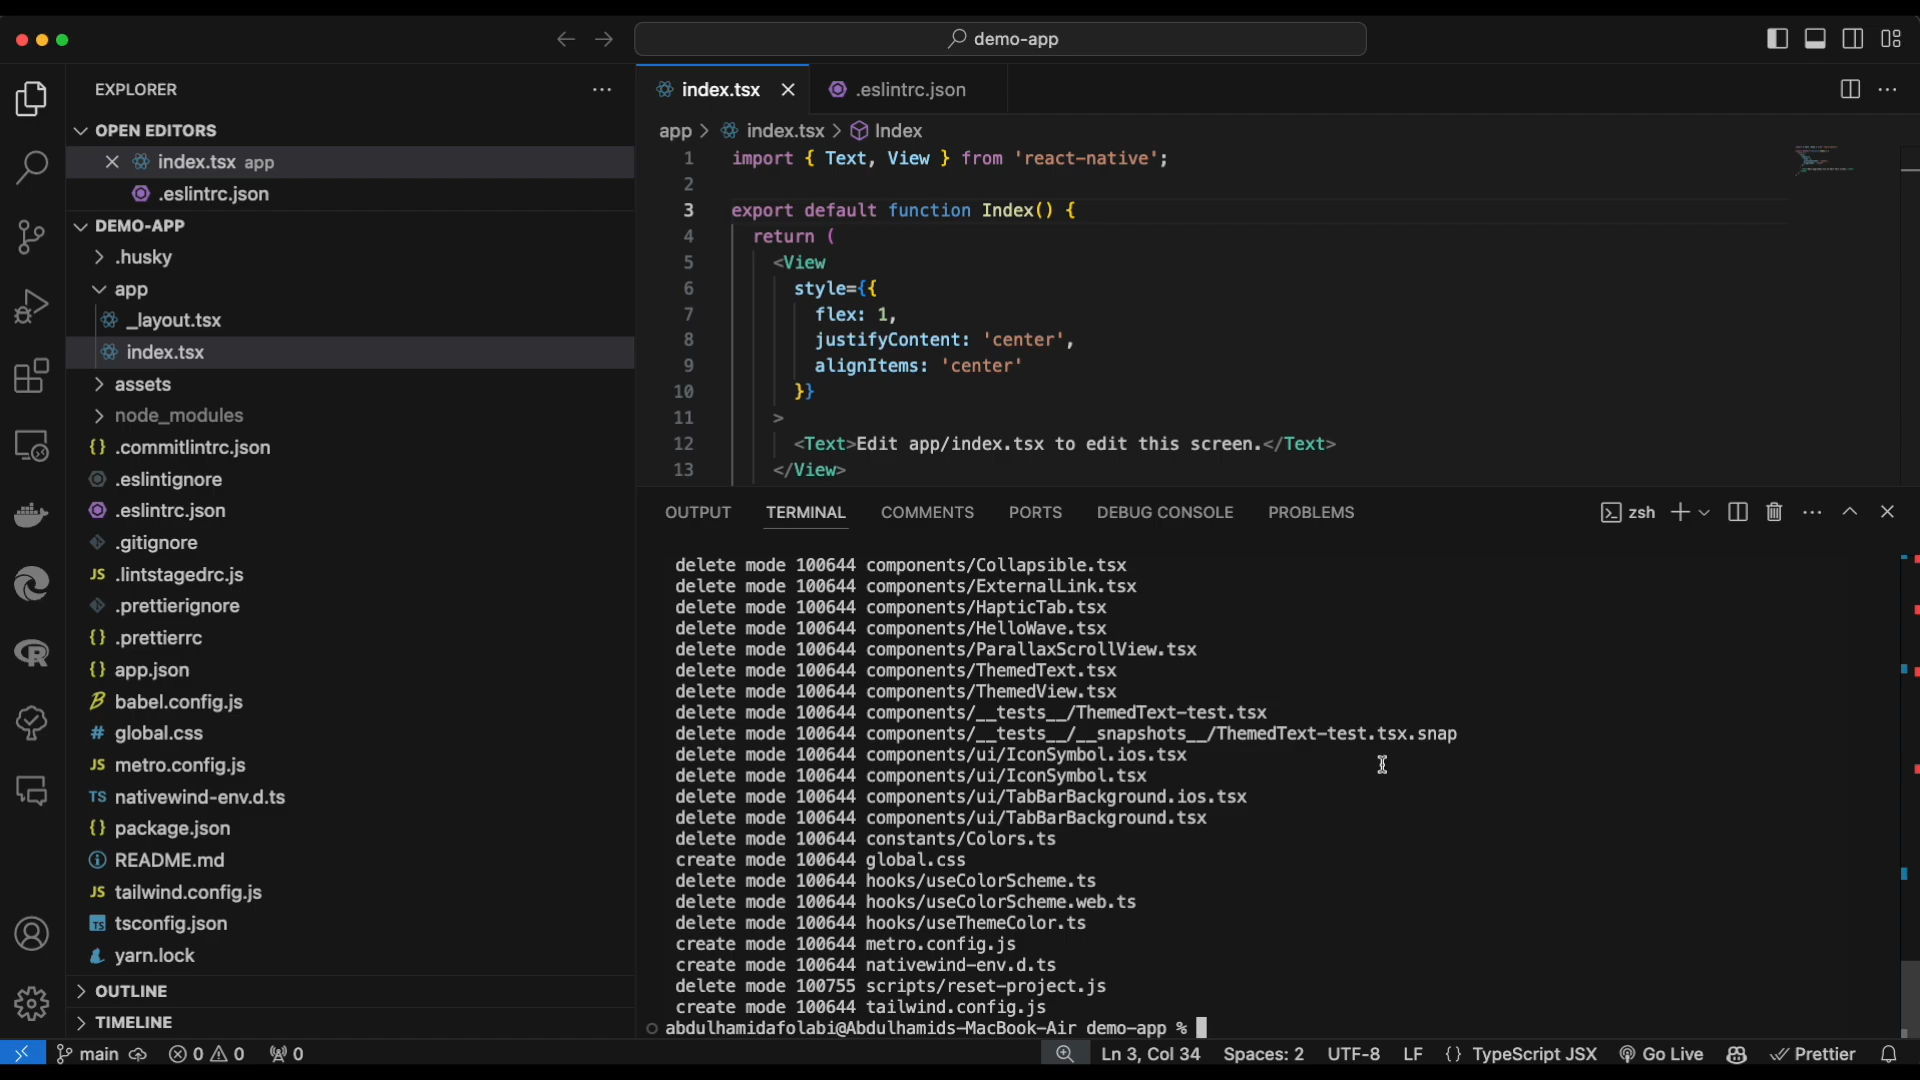 demo-app
EXPLORER
OPEN EDITORS
index.tsx app
.eslintrc.json
DEMO-APP
.husky
app
_layout.tsx
index.tsx
assets
node_modules
{} .commitlintrc.json
.eslintignore
.eslintrc.json
.gitignore
JS .lintstagedrc.js
.prettierignore
{} .prettierrc
{} app.json
babel.config.js
# global.css
JS metro.config.js
TS nativewind-env.d.ts
{} package.json
README.md
JS tailwind.config.js
TS tsconfig.json
yarn.lock
OUTLINE
TIMELINE
index.tsx
.eslintrc.json
app > index.tsx > Index
1 import { Text, View } from 'react-native';
2
3 export default function Index() {
4 return (
5 <View
6 style={{
7 flex: 1,
8 justifyContent: 'center',
9 alignItems: 'center'
10 }}
11 >
12 <Text>Edit app/index.tsx to edit this screen.</Text>
13 </View>
OUTPUT TERMINAL COMMENTS PORTS DEBUG CONSOLE PROBLEMS
zsh
delete mode 100644 components/Collapsible.tsx
delete mode 100644 components/ExternalLink.tsx
delete mode 100644 components/HapticTab.tsx
delete mode 100644 components/HelloWave.tsx
delete mode 100644 components/ParallaxScrollView.tsx
delete mode 100644 components/ThemedText.tsx
delete mode 100644 components/ThemedView.tsx
delete mode 100644 components/__tests__/ThemedText-test.tsx
delete mode 100644 components/__tests__/__snapshots__/ThemedText-test.tsx.snap
delete mode 100644 components/ui/IconSymbol.ios.tsx
delete mode 100644 components/ui/IconSymbol.tsx
delete mode 100644 components/ui/TabBarBackground.ios.tsx
delete mode 100644 components/ui/TabBarBackground.tsx
delete mode 100644 constants/Colors.ts
create mode 100644 global.css
delete mode 100644 hooks/useColorScheme.ts
delete mode 100644 hooks/useColorScheme.web.ts
delete mode 100644 hooks/useThemeColor.ts
create mode 100644 metro.config.js
create mode 100644 nativewind-env.d.ts
delete mode 100755 scripts/reset-project.js
create mode 100644 tailwind.config.js
abdulhamidafolabi@Abdulhamids-MacBook-Air demo-app %
main 0 0 0 Ln 3, Col 34 Spaces: 2 UTF-8 LF {} TypeScript JSX Go Live Prettier